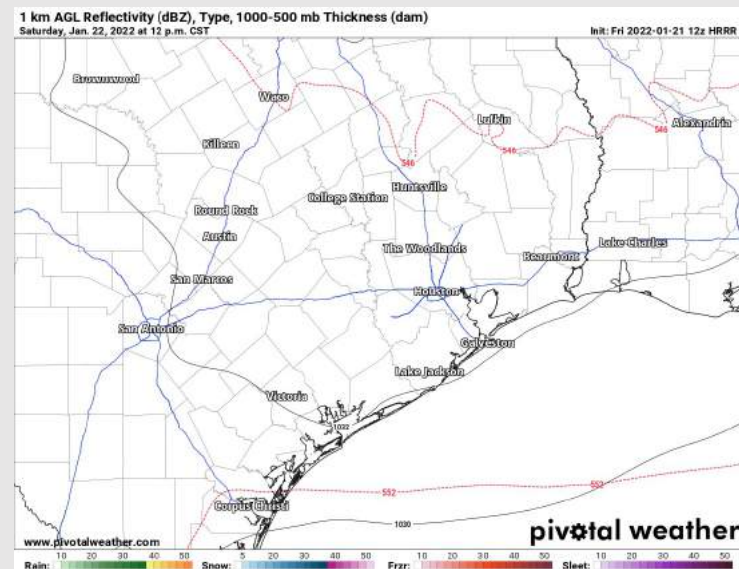 1 km AGL Reflectivity (dBZ), Type, 1000-500 mb Thickness (dam)
Saturday, Jan. 22, 2022 at 12 p.m. CST Init: Fri 2022-01-21 12z HRRR
Brownwood
Waco
Lufkin
Alexandria
546
546
546
Killeen
College Station
Huntsville
Round Rock
Austin
The Woodlands
Lake Charles
Beaumont
San Marcos
Houston
San Antonio
Galveston
Lake Jackson
Victoria
1032
552
552
Corpus Christi
1030
www.pivotalweather.com
pivotal weather
10 20 30 40 50 5 10 20 30 40 50 10 20 30 40 50 10 20 30 40 50
Rain: Snow: Frzr: Sleet: